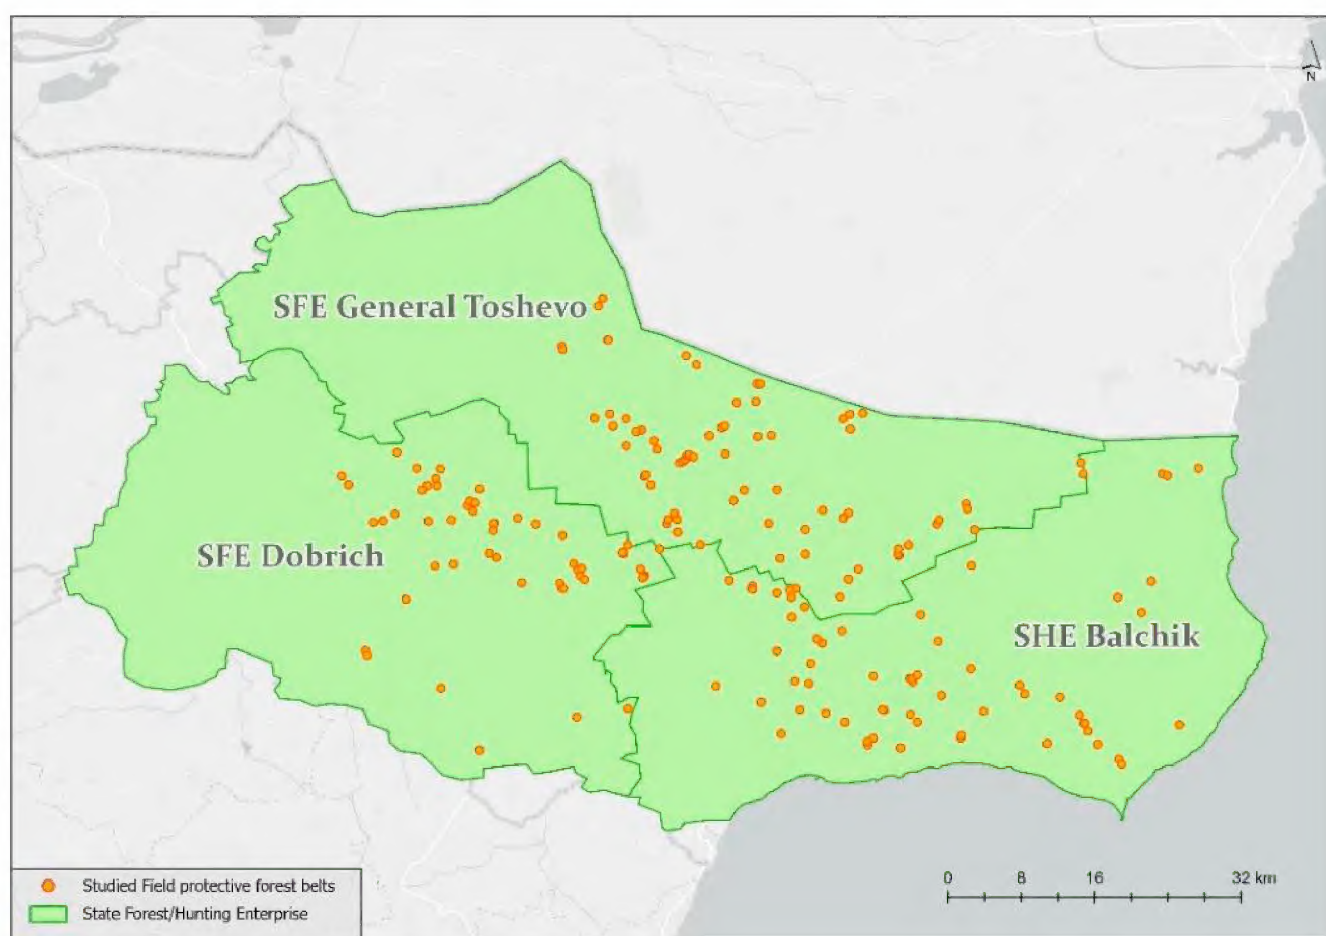 N
SFE General Toshevo
SFE Dobrich
SHE Balchik
Studied Field protective forest belts
State Forest/Hunting Enterprise
0 8 16 32 km